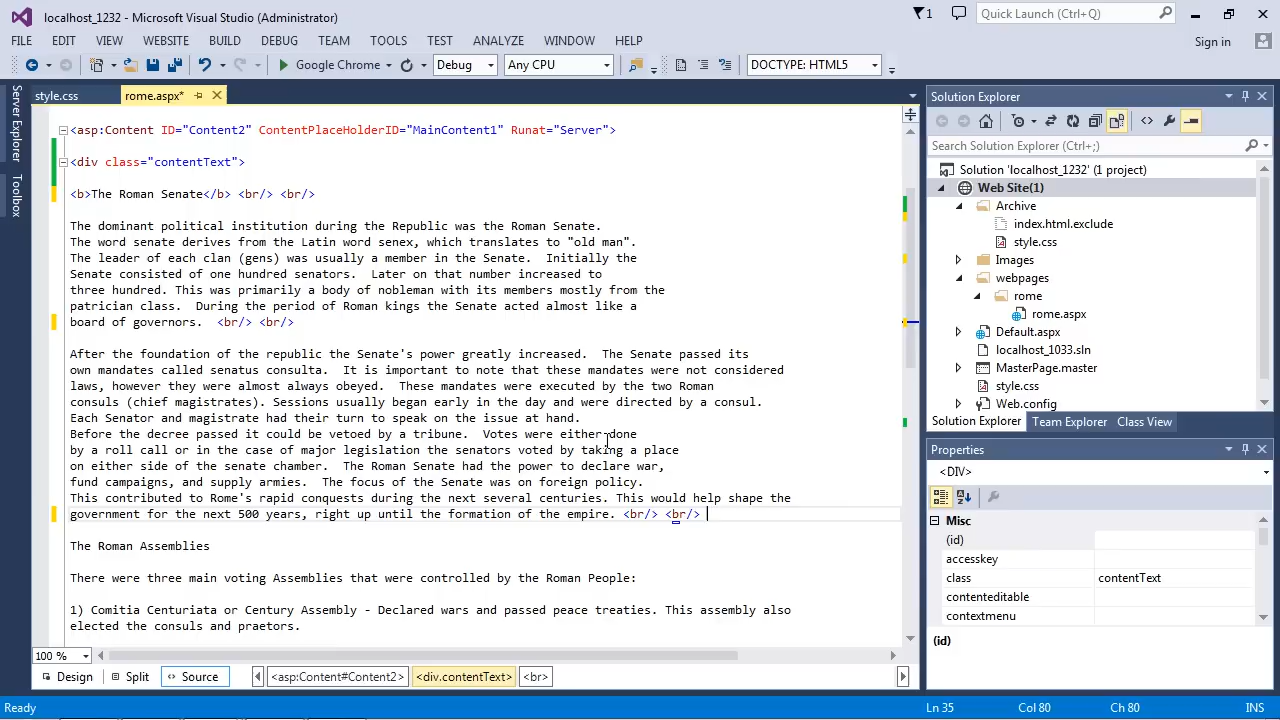 localhost_1232 - Microsoft Visual Studio (Administrator)
1
Quick Launch (Ctrl+Q)
FILE EDIT VIEW WEBSITE BUILD DEBUG TEAM TOOLS TEST ANALYZE WINDOW HELP
Sign in
Google Chrome
Debug
Any CPU
DOCTYPE: HTML5
Server Explorer
Toolbox
style.css
rome.aspx*
<asp:Content ID="Content2" ContentPlaceHolderID="MainContent1" Runat="Server">
<div class="contentText">
<b>The Roman Senate</b> <br/> <br/>
The dominant political institution during the Republic was the Roman Senate.
The word senate derives from the Latin word senex, which translates to "old man".
The leader of each clan (gens) was usually a member in the Senate.  Initially the
Senate consisted of one hundred senators.  Later on that number increased to
three hundred. This was primarily a body of nobleman with its members mostly from the
patrician class.  During the period of Roman kings the Senate acted almost like a
board of governors.  <br/> <br/>
After the foundation of the republic the Senate's power greatly increased.  The Senate passed its
own mandates called senatus comsulta.  It is important to note that these mandates were not considered
laws, however they were almost always obeyed.  These mandates were executed by the two Roman
consuls (chief magistrates). Sessions usually began early in the day and were directed by a consul.
Each Senator and magistrate had their turn to speak on the issue at hand.
Before the decree passed it could be vetoed by a tribune.  Votes were either done
by a roll call or in the case of major legislation the senators voted by taking a place
on either side of the senate chamber.  The Roman Senate had the power to declare war,
fund campaigns, and supply armies.  The focus of the Senate was on foreign policy.
This contributed to Rome's rapid conquests during the next several centuries. This would help shape the
government for the next 500 years, right up until the formation of the empire. <br/> <br/>
The Roman Assemblies
There were three main voting Assemblies that were controlled by the Roman People:
1) Comitia Centuriata or Century Assembly - Declared wars and passed peace treaties. This assembly also
elected the consuls and praetors.
100 %
Design
Split
Source
<asp:Content#Content2>
<div.contentText>
<br>
Solution Explorer
Search Solution Explorer (Ctrl+;)
Solution 'localhost_1232' (1 project)
Web Site(1)
Archive
index.html.exclude
style.css
Images
webpages
rome
rome.aspx
Default.aspx
localhost_1033.sln
MasterPage.master
style.css
Web.config
Solution Explorer Team Explorer Class View
Properties
<DIV>
Misc
(id)
accesskey
class contentText
contenteditable
contextmenu
(id)
Ready
Ln 35
Col 80
Ch 80
INS